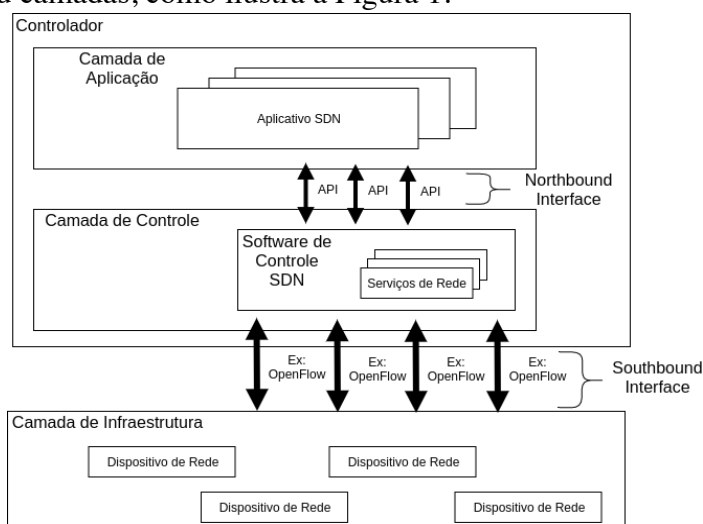 camadas, como ilustra a Figura 1.
Controlador
Camada de
Aplicação
Aplicativo SDN
API
API
API
Northbound
Interface
Camada de Controle
Software de
Controle
SDN
Serviços de Rede
Ex:
OpenFlow
Ex:
OpenFlow
Ex:
OpenFlow
Ex:
OpenFlow
Southbound
Interface
Camada de Infraestrutura
Dispositivo de Rede
Dispositivo de Rede
Dispositivo de Rede
Dispositivo de Rede